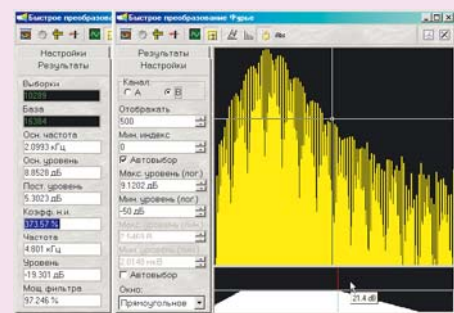 Быстрое преобразов
Настройки
Результаты
Выборки
10289
База
16384
Осн. частота
2.0993 кГц
Осн. уровень
8.8528 дБ
Пост. уровень
5.3023 дБ
Коэфф. н.и.
373.57 %
Частота
4.801 кГц
Уровень
-19.301 дБ
Мощ. фильтра
97.246 %
Быстрое преобразование Фурье
Abc
Результаты
Настройки
Канал:
A B
Отображать
500
Мин. индекс
0
Автовыбор
Макс. уровень (лог.)
9.1202 дБ
Мин. уровень (лог.)
-50 дБ
Автовыбор
Окно:
Прямоугольное
21.4 dB